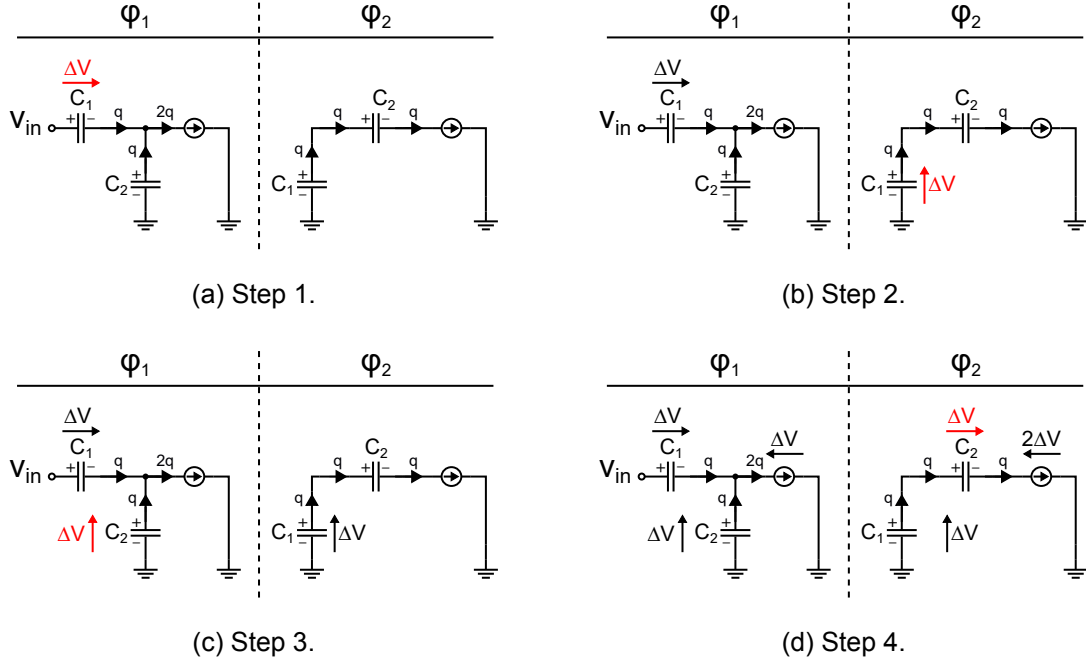 φ1 φ2
ΔV
C1 C2
vin + − q 2q q + − q
q q
C2 + − C1 + −
(a) Step 1.
φ1 φ2
ΔV
C1 C2
vin + − q 2q q + − q
q q
C2 + − C1 + − ΔV
(b) Step 2.
φ1 φ2
ΔV
C1 C2
vin + − q 2q q + − q
q q
ΔV C2 + − C1 + − ΔV
(c) Step 3.
φ1 φ2
ΔV ΔV
C1 ΔV C2 2ΔV
vin + − q 2q q + − q
q q
ΔV C2 + − C1 + − ΔV
(d) Step 4.